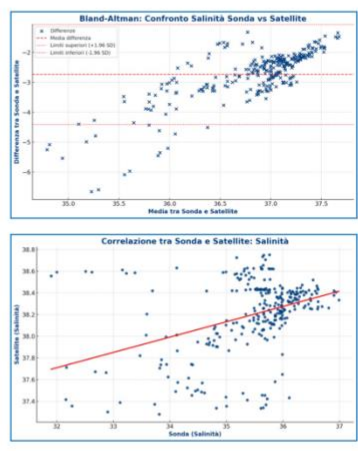 Bland-Altman: Confronto Salinità Sonda vs Satellite
Differenza tra Sonda e Satellite
Differenze
Media differenza
Limiti superiori (+1.96 SD)
Limiti inferiori (-1.96 SD)
−2
−3
−4
−5
−6
35.0 35.5 36.0 36.5 37.0 37.5
Media tra Sonda e Satellite
Correlazione tra Sonda e Satellite: Salinità
Satellite (Salinità)
38.8
38.6
38.4
38.2
38.0
37.8
37.6
37.4
32 33 34 35 36 37
Sonda (Salinità)